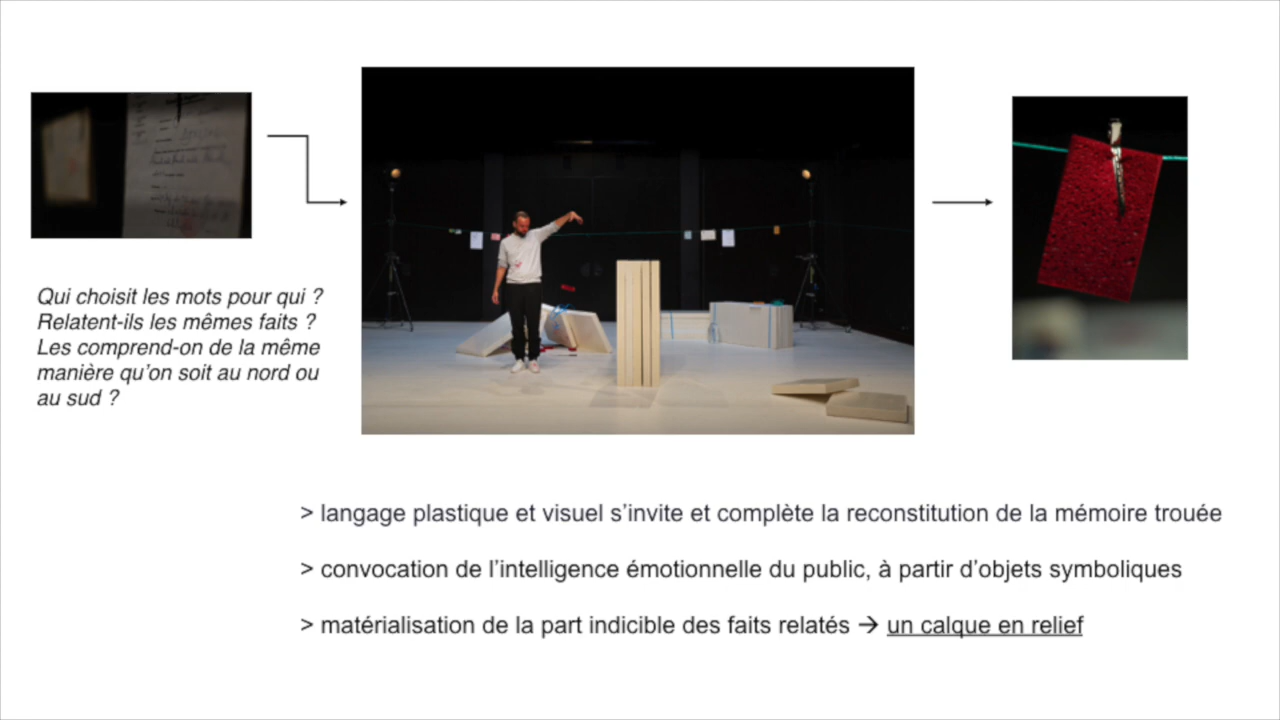 Qui choisit les mots pour qui ?
Relatent-ils les mêmes faits ?
Les comprend-on de la même
manière qu'on soit au nord ou
au sud ?
> langage plastique et visuel s'invite et complète la reconstitution de la mémoire trouée
> convocation de l'intelligence émotionnelle du public, à partir d'objets symboliques
> matérialisation de la part indicible des faits relatés → un calque en relief